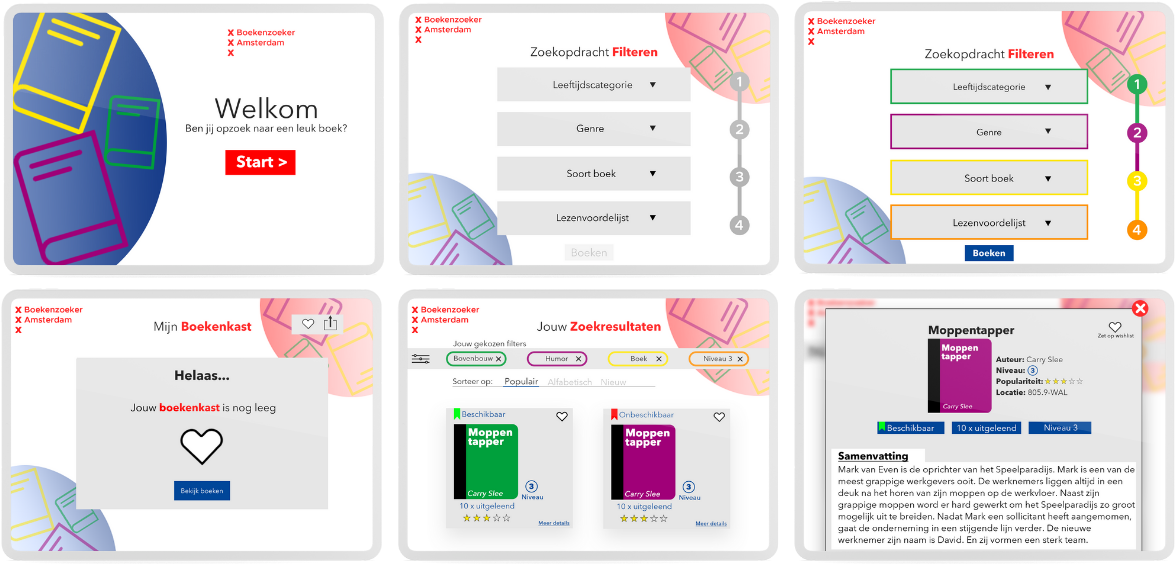 X Boekenzoeker
X Amsterdam
X
Welkom
Ben jij opzoek naar een leuk boek?
Start >
X Boekenzoeker
X Amsterdam
X
Zoekopdracht Filteren
Leeftijdscategorie ▼
Genre ▼
Soort boek ▼
Lezenvoordelijst ▼
1
2
3
4
Boeken
X Boekenzoeker
X Amsterdam
X
Zoekopdracht Filteren
Leeftijdscategorie ▼
Genre ▼
Soort boek ▼
Lezenvoordelijst ▼
1
2
3
4
Boeken
X Boekenzoeker
X Amsterdam
X
Mijn Boekenkast
Helaas...
Jouw boekenkast is nog leeg
Bekijk boeken
X Boekenzoeker
X Amsterdam
X
Jouw Zoekresultaten
Jouw gekozen filters
Bovenbouw X Humor X Boek X Niveau 3 X
Sorteer op: Populair Alfabetisch Nieuw
Beschikbaar
Moppen
tapper
Carry Slee
3
Niveau
10 x uitgeleend
Meer details
Onbeschikbaar
Moppen
tapper
Carry Slee
3
Niveau
10 x uitgeleend
Meer details
Moppentapper
Zet op wishlist
Moppen
tapper
Carry Slee
Auteur: Carry Slee
Niveau: 3
Populariteit:
Locatie: 805.9-WAL
Beschikbaar 10 x uitgeleend Niveau 3
Samenvatting
Mark van Even is de oprichter van het Speelparadijs. Mark is een van de
meest grappige werkgevers ooit. De werknemers liggen altijd in een
deuk na het horen van zijn moppen op de werkvloer. Naast zijn
grappige moppen word er hard gewerkt om het Speelparadijs zo groot
mogelijk uit te breiden. Nadat Mark een sollicitant heeft aangenomen,
gaat de onderneming in een stijgende lijn verder. De nieuwe
werknemer zijn naam is David. En zij vormen een sterk team.